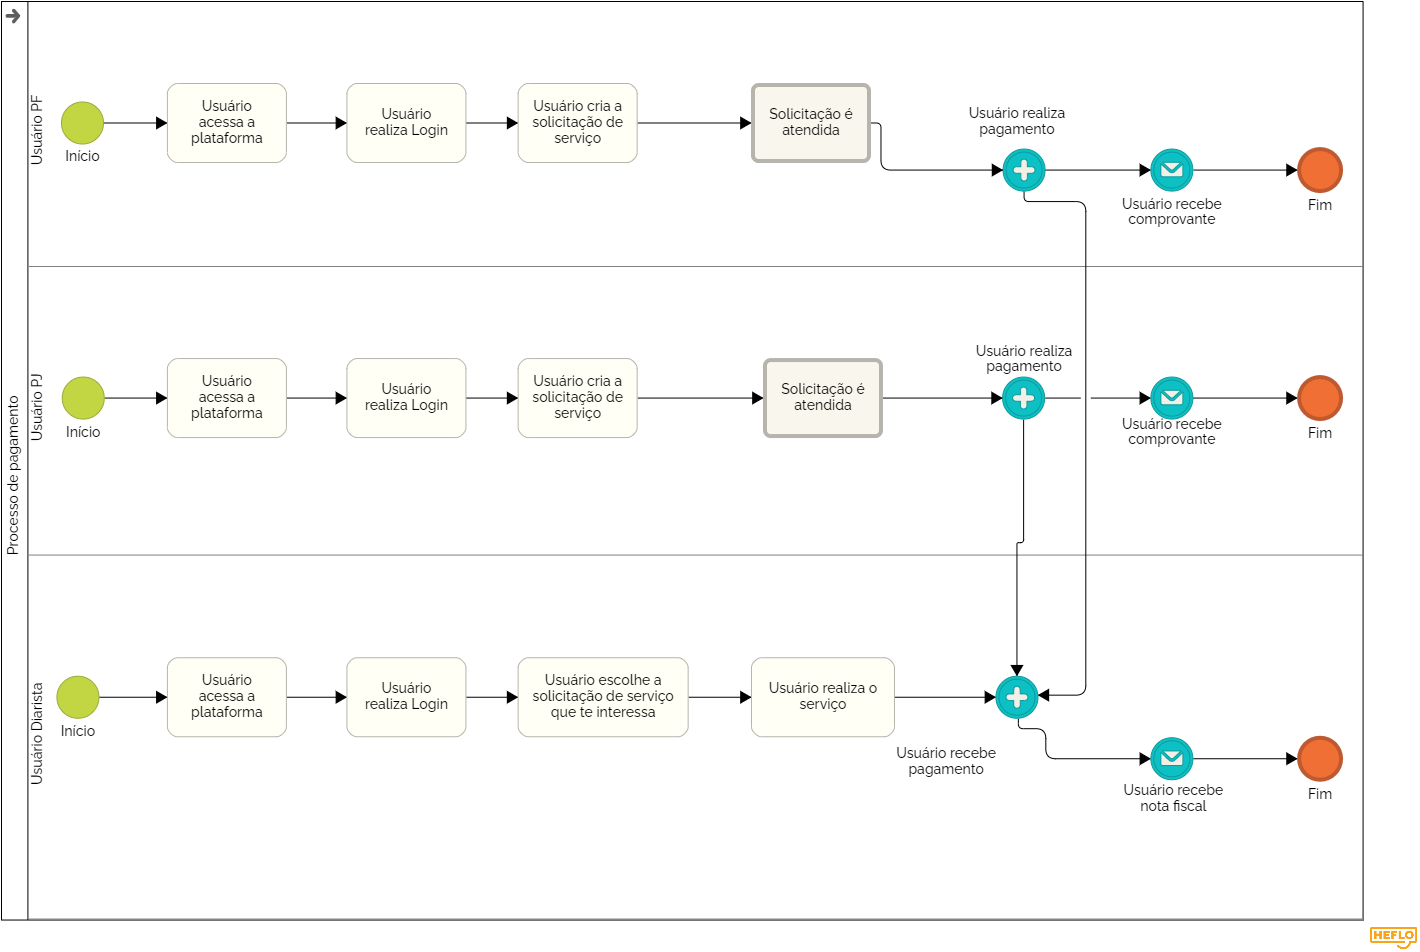 Processo de pagamento
Usuário PF
Início
Usuário
acessa a
plataforma
Usuário
realiza Login
Usuário cria a
solicitação de
serviço
Solicitação é
atendida
Usuário realiza
pagamento
Usuário recebe
comprovante
Fim
Usuário PJ
Início
Usuário
acessa a
plataforma
Usuário
realiza Login
Usuário cria a
solicitação de
serviço
Solicitação é
atendida
Usuário realiza
pagamento
Usuário recebe
comprovante
Fim
Usuário Diarista
Início
Usuário
acessa a
plataforma
Usuário
realiza Login
Usuário escolhe a
solicitação de serviço
que te interessa
Usuário realiza o
serviço
Usuário recebe
pagamento
Usuário recebe
nota fiscal
Fim
HEFLO